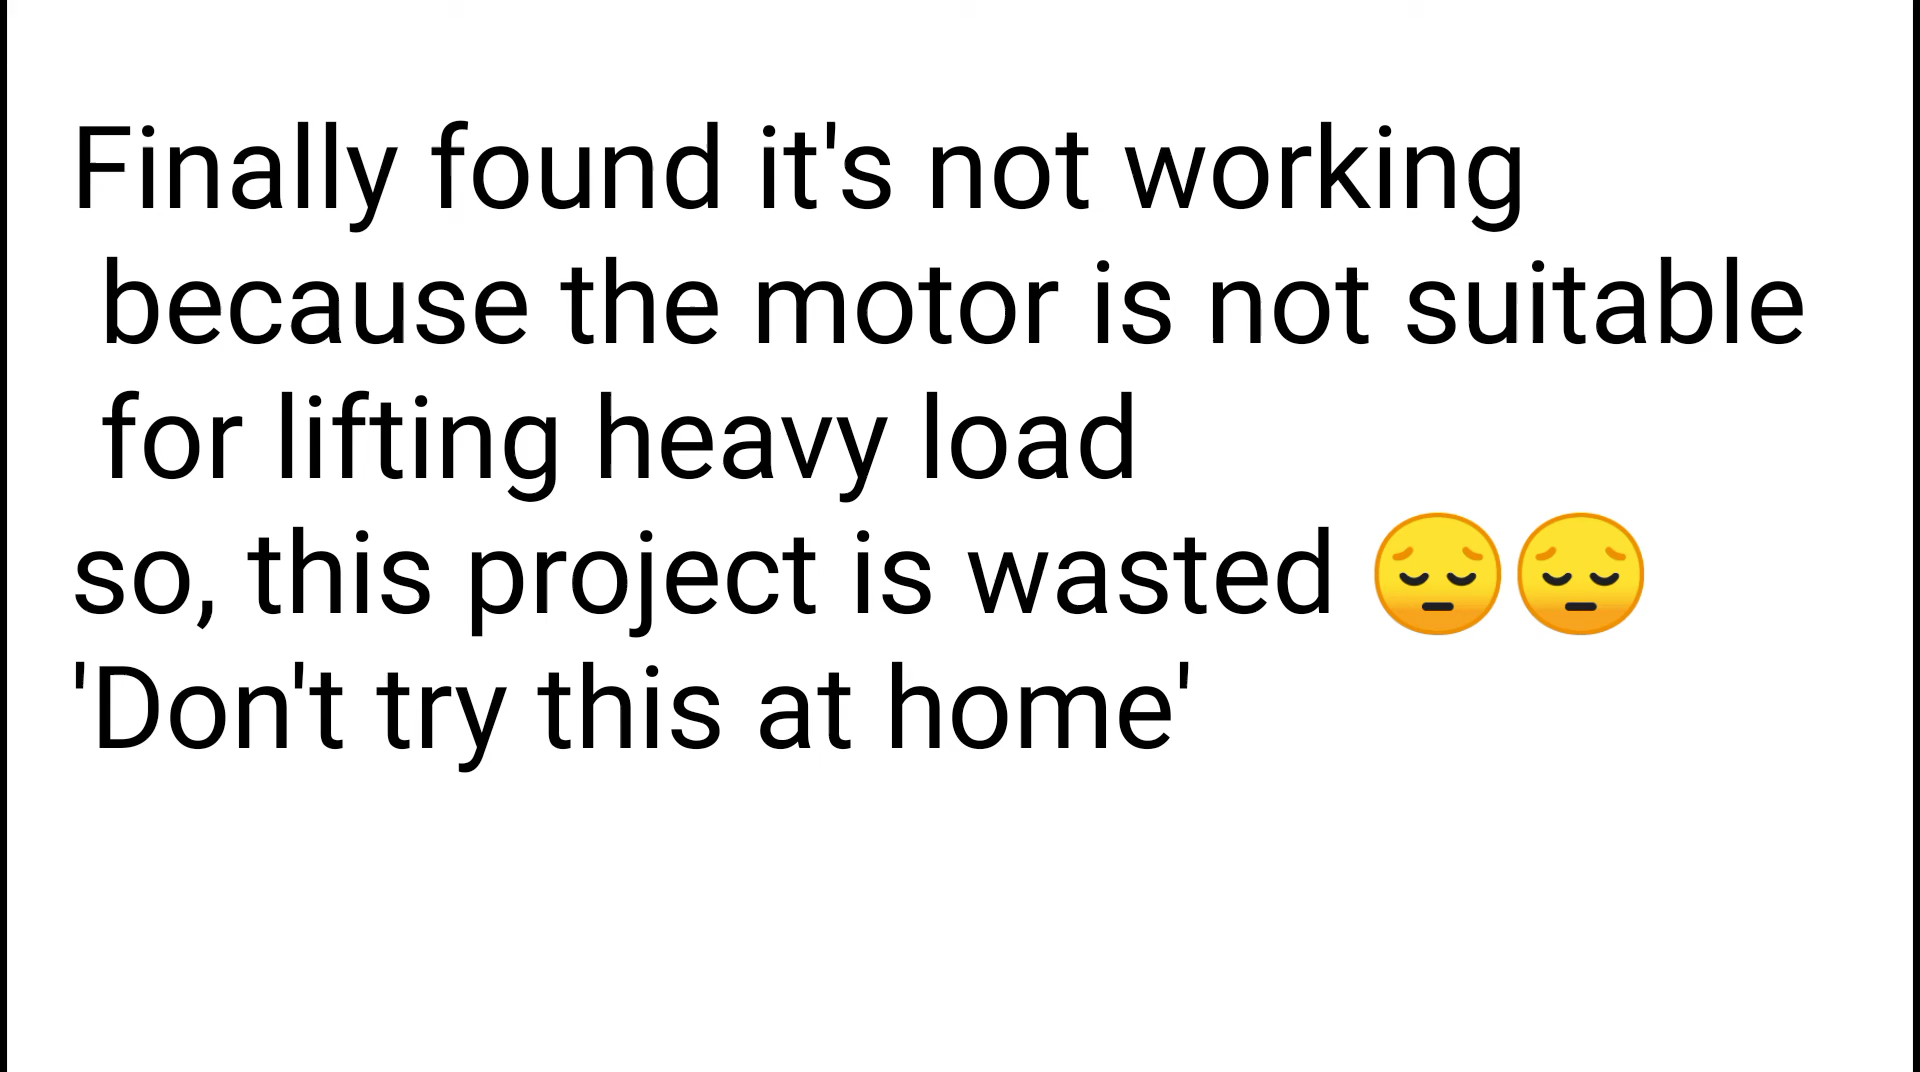 Finally found it's not working
because the motor is not suitable
for lifting heavy load
so, this project is wasted 😔😔
'Don't try this at home'